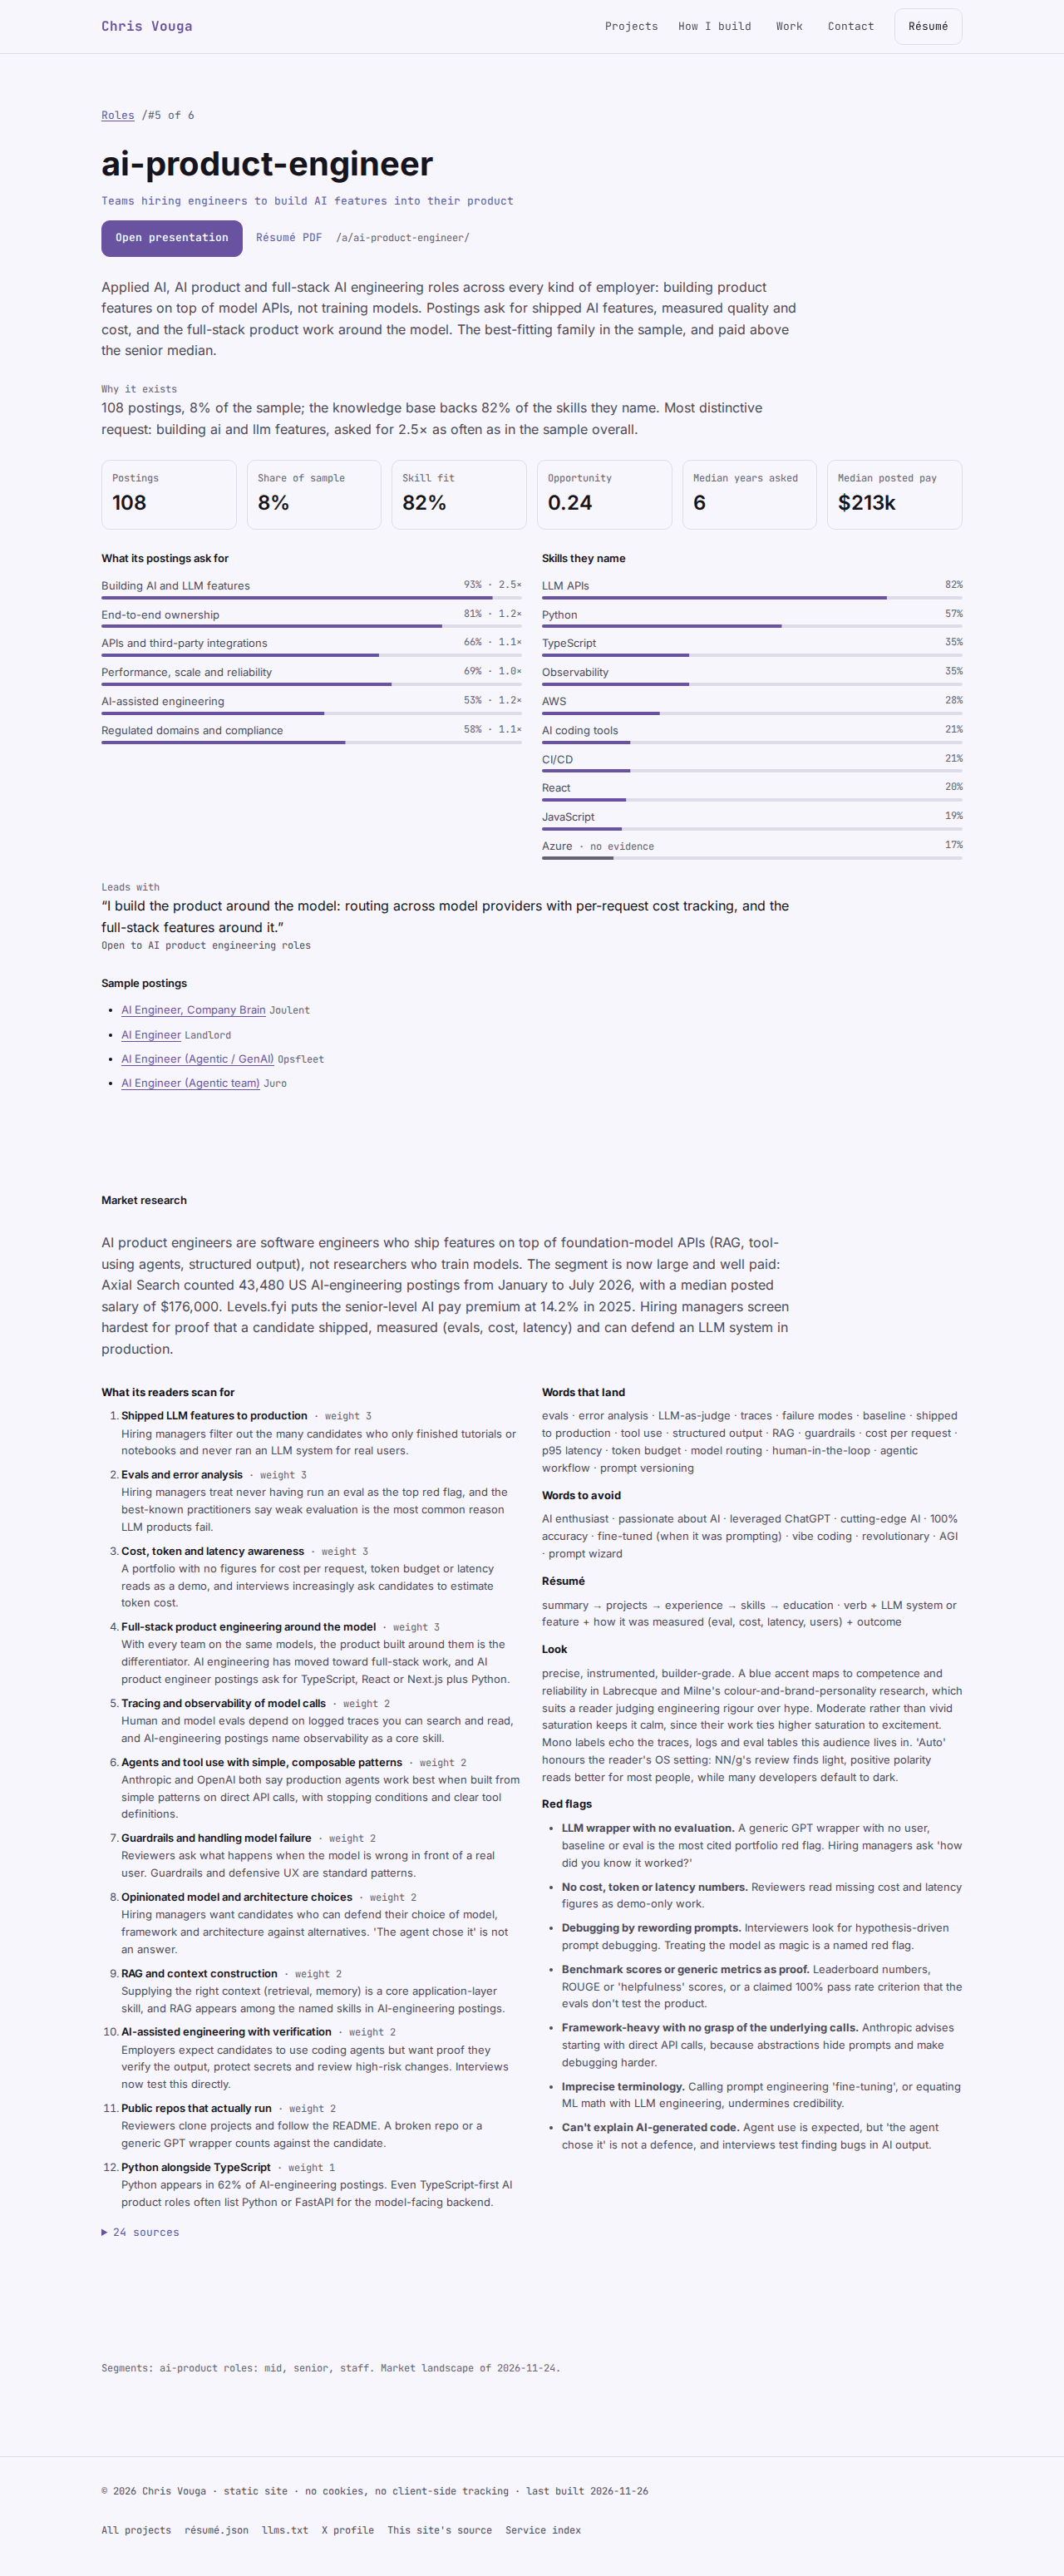 Chris Vouga
Projects
How I build
Work
Contact
Résumé
Roles /#5 of 6
ai-product-engineer
Teams hiring engineers to build AI features into their product
Open presentation
Résumé PDF
/a/ai-product-engineer/
Applied AI, AI product and full-stack AI engineering roles across every kind of employer: building product
features on top of model APIs, not training models. Postings ask for shipped AI features, measured quality and
cost, and the full-stack product work around the model. The best-fitting family in the sample, and paid above
the senior median.
Why it exists
108 postings, 8% of the sample; the knowledge base backs 82% of the skills they name. Most distinctive
request: building ai and llm features, asked for 2.5× as often as in the sample overall.
Postings
108
Share of sample
8%
Skill fit
82%
Opportunity
0.24
Median years asked
6
Median posted pay
$213k
What its postings ask for
Building AI and LLM features 93% · 2.5×
End-to-end ownership 81% · 1.2×
APIs and third-party integrations 66% · 1.1×
Performance, scale and reliability 69% · 1.0×
AI-assisted engineering 53% · 1.2×
Regulated domains and compliance 58% · 1.1×
Skills they name
LLM APIs 82%
Python 57%
TypeScript 35%
Observability 35%
AWS 28%
AI coding tools 21%
CI/CD 21%
React 20%
JavaScript 19%
Azure · no evidence 17%
Leads with
“I build the product around the model: routing across model providers with per-request cost tracking, and the
full-stack features around it.”
Open to AI product engineering roles
Sample postings
• AI Engineer, Company Brain Joulent
• AI Engineer Landlord
• AI Engineer (Agentic / GenAI) Opsfleet
• AI Engineer (Agentic team) Juro
Market research
AI product engineers are software engineers who ship features on top of foundation-model APIs (RAG, tool-
using agents, structured output), not researchers who train models. The segment is now large and well paid:
Axial Search counted 43,480 US AI-engineering postings from January to July 2026, with a median posted
salary of $176,000. Levels.fyi puts the senior-level AI pay premium at 14.2% in 2025. Hiring managers screen
hardest for proof that a candidate shipped, measured (evals, cost, latency) and can defend an LLM system in
production.
What its readers scan for
1. Shipped LLM features to production · weight 3
Hiring managers filter out the many candidates who only finished tutorials or
notebooks and never ran an LLM system for real users.
2. Evals and error analysis · weight 3
Hiring managers treat never having run an eval as the top red flag, and the
best-known practitioners say weak evaluation is the most common reason
LLM products fail.
3. Cost, token and latency awareness · weight 3
A portfolio with no figures for cost per request, token budget or latency
reads as a demo, and interviews increasingly ask candidates to estimate
token cost.
4. Full-stack product engineering around the model · weight 3
With every team on the same models, the product built around them is the
differentiator. AI engineering has moved toward full-stack work, and AI
product engineer postings ask for TypeScript, React or Next.js plus Python.
5. Tracing and observability of model calls · weight 2
Human and model evals depend on logged traces you can search and read,
and AI-engineering postings name observability as a core skill.
6. Agents and tool use with simple, composable patterns · weight 2
Anthropic and OpenAI both say production agents work best when built from
simple patterns on direct API calls, with stopping conditions and clear tool
definitions.
7. Guardrails and handling model failure · weight 2
Reviewers ask what happens when the model is wrong in front of a real
user. Guardrails and defensive UX are standard patterns.
8. Opinionated model and architecture choices · weight 2
Hiring managers want candidates who can defend their choice of model,
framework and architecture against alternatives. 'The agent chose it' is not
an answer.
9. RAG and context construction · weight 2
Supplying the right context (retrieval, memory) is a core application-layer
skill, and RAG appears among the named skills in AI-engineering postings.
10. AI-assisted engineering with verification · weight 2
Employers expect candidates to use coding agents but want proof they
verify the output, protect secrets and review high-risk changes. Interviews
now test this directly.
11. Public repos that actually run · weight 2
Reviewers clone projects and follow the README. A broken repo or a
generic GPT wrapper counts against the candidate.
12. Python alongside TypeScript · weight 1
Python appears in 62% of AI-engineering postings. Even TypeScript-first AI
product roles often list Python or FastAPI for the model-facing backend.
Words that land
evals · error analysis · LLM-as-judge · traces · failure modes · baseline · shipped
to production · tool use · structured output · RAG · guardrails · cost per request ·
p95 latency · token budget · model routing · human-in-the-loop · agentic
workflow · prompt versioning
Words to avoid
AI enthusiast · passionate about AI · leveraged ChatGPT · cutting-edge AI · 100%
accuracy · fine-tuned (when it was prompting) · vibe coding · revolutionary · AGI
· prompt wizard
Résumé
summary → projects → experience → skills → education · verb + LLM system or
feature + how it was measured (eval, cost, latency, users) + outcome
Look
precise, instrumented, builder-grade. A blue accent maps to competence and
reliability in Labrecque and Milne's colour-and-brand-personality research, which
suits a reader judging engineering rigour over hype. Moderate rather than vivid
saturation keeps it calm, since their work ties higher saturation to excitement.
Mono labels echo the traces, logs and eval tables this audience lives in. 'Auto'
honours the reader's OS setting: NN/g's review finds light, positive polarity
reads better for most people, while many developers default to dark.
Red flags
• LLM wrapper with no evaluation. A generic GPT wrapper with no user,
baseline or eval is the most cited portfolio red flag. Hiring managers ask 'how
did you know it worked?'
• No cost, token or latency numbers. Reviewers read missing cost and latency
figures as demo-only work.
• Debugging by rewording prompts. Interviewers look for hypothesis-driven
prompt debugging. Treating the model as magic is a named red flag.
• Benchmark scores or generic metrics as proof. Leaderboard numbers,
ROUGE or 'helpfulness' scores, or a claimed 100% pass rate criterion that the
evals don't test the product.
• Framework-heavy with no grasp of the underlying calls. Anthropic advises
starting with direct API calls, because abstractions hide prompts and make
debugging harder.
• Imprecise terminology. Calling prompt engineering 'fine-tuning', or equating
ML math with LLM engineering, undermines credibility.
• Can't explain AI-generated code. Agent use is expected, but 'the agent
chose it' is not a defence, and interviews test finding bugs in AI output.
▶ 24 sources
Segments: ai-product roles: mid, senior, staff. Market landscape of 2026-11-24.
© 2026 Chris Vouga · static site · no cookies, no client-side tracking · last built 2026-11-26
All projects
résumé.json
llms.txt
X profile
This site's source
Service index